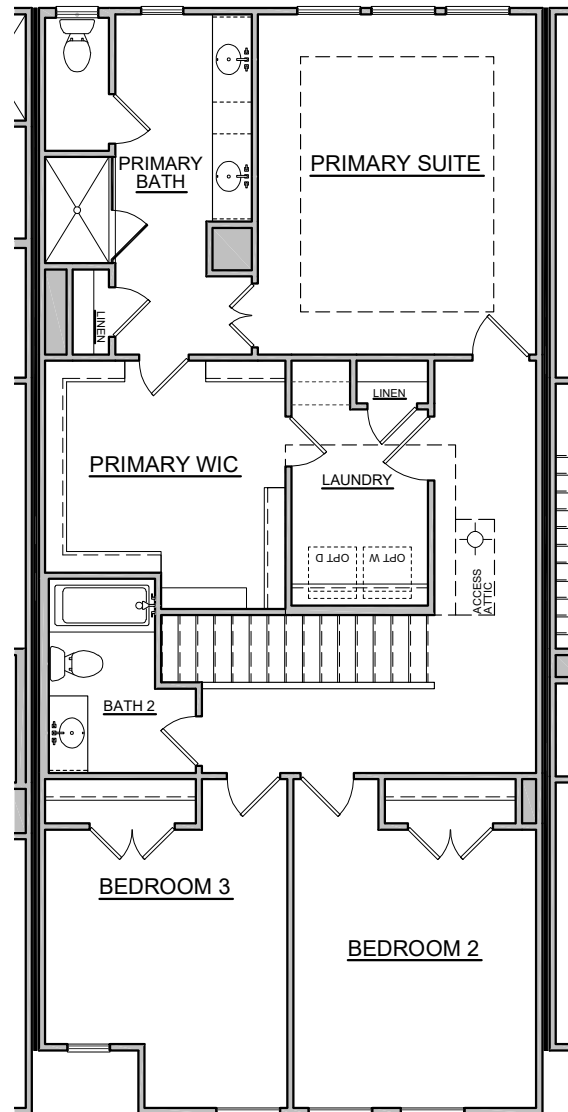 PRIMARY
BATH
PRIMARY SUITE
LINEN
LINEN
PRIMARY WIC
LAUNDRY
OPT D
OPT W
ACCESS
ATTIC
BATH 2
BEDROOM 3
BEDROOM 2